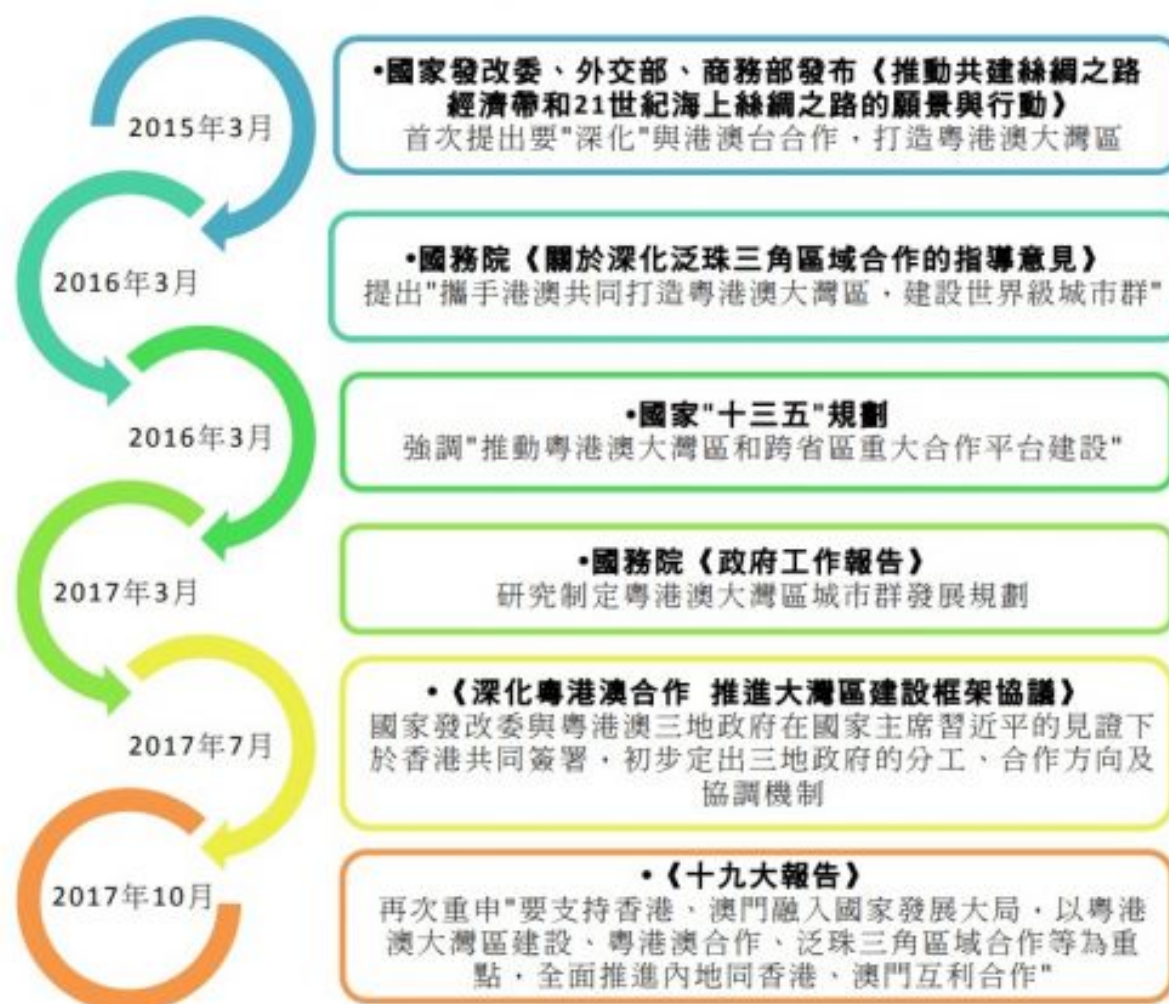 2015年3月
•國家發改委、外交部、商務部發布《推動共建絲綢之路
經濟帶和21世紀海上絲綢之路的願景與行動》
首次提出要"深化"與港澳台合作，打造粵港澳大灣區
2016年3月
•國務院《關於深化泛珠三角區域合作的指導意見》
提出"攜手港澳共同打造粵港澳大灣區，建設世界級城市群"
2016年3月
•國家"十三五"規劃
強調"推動粵港澳大灣區和跨省區重大合作平台建設"
2017年3月
•國務院《政府工作報告》
研究制定粵港澳大灣區城市群發展規劃
2017年7月
•《深化粵港澳合作 推進大灣區建設框架協議》
國家發改委與粵港澳三地政府在國家主席習近平的見證下
於香港共同簽署，初步定出三地政府的分工、合作方向及
協調機制
2017年10月
•《十九大報告》
再次重申"要支持香港、澳門融入國家發展大局，以粵港
澳大灣區建設、粵港澳合作、泛珠三角區域合作等為重
點，全面推進內地同香港、澳門互利合作"